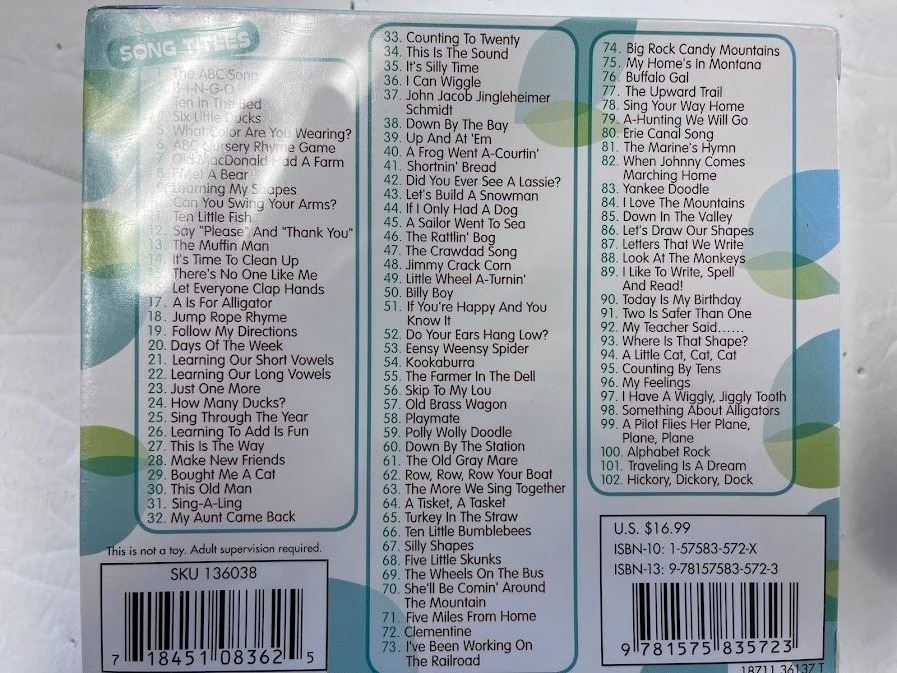 SONG TITLES
1. The ABC Song
B-I-N-G-O
Ten In The Bed
Six Little Ducks
5. What Color Are You Wearing?
ABC Nursery Rhyme Game
7. Old MacDonald Had A Farm
I Met A Bear
9. Learning My Shapes
Can You Swing Your Arms?
11. Ten Little Fish
12. Say "Please" And "Thank You"
13. The Muffin Man
14. It's Time To Clean Up
There's No One Like Me
Let Everyone Clap Hands
17. A Is For Alligator
18. Jump Rope Rhyme
19. Follow My Directions
20. Days Of The Week
21. Learning Our Short Vowels
22. Learning Our Long Vowels
23. Just One More
24. How Many Ducks?
25. Sing Through The Year
26. Learning To Add Is Fun
27. This Is The Way
28. Make New Friends
29. Bought Me A Cat
30. This Old Man
31. Sing-A-Ling
32. My Aunt Came Back
This is not a toy. Adult supervision required.
SKU 136038
7 18451 08362 5
33. Counting To Twenty
34. This Is The Sound
35. It's Silly Time
36. I Can Wiggle
37. John Jacob Jingleheimer
Schmidt
38. Down By The Bay
39. Up And At 'Em
40. A Frog Went A-Courtin'
41. Shortnin' Bread
42. Did You Ever See A Lassie?
43. Let's Build A Snowman
44. If I Only Had A Dog
45. A Sailor Went To Sea
46. The Rattlin' Bog
47. The Crawdad Song
48. Jimmy Crack Corn
49. Little Wheel A-Turnin'
50. Billy Boy
51. If You're Happy And You
Know It
52. Do Your Ears Hang Low?
53. Eensy Weensy Spider
54. Kookaburra
55. The Farmer In The Dell
56. Skip To My Lou
57. Old Brass Wagon
58. Playmate
59. Polly Wolly Doodle
60. Down By The Station
61. The Old Gray Mare
62. Row, Row, Row Your Boat
63. The More We Sing Together
64. A Tisket, A Tasket
65. Turkey In The Straw
66. Ten Little Bumblebees
67. Silly Shapes
68. Five Little Skunks
69. The Wheels On The Bus
70. She'll Be Comin' Around
The Mountain
71. Five Miles From Home
72. Clementine
73. I've Been Working On
The Railroad
74. Big Rock Candy Mountains
75. My Home's In Montana
76. Buffalo Gal
77. The Upward Trail
78. Sing Your Way Home
79. A-Hunting We Will Go
80. Erie Canal Song
81. The Marine's Hymn
82. When Johnny Comes
Marching Home
83. Yankee Doodle
84. I Love The Mountains
85. Down In The Valley
86. Let's Draw Our Shapes
87. Letters That We Write
88. Look At The Monkeys
89. I Like To Write, Spell
And Read!
90. Today Is My Birthday
91. Two Is Safer Than One
92. My Teacher Said......
93. Where Is That Shape?
94. A Little Cat, Cat, Cat
95. Counting By Tens
96. My Feelings
97. I Have A Wiggly, Jiggly Tooth
98. Something About Alligators
99. A Pilot Flies Her Plane,
Plane, Plane
100. Alphabet Rock
101. Traveling Is A Dream
102. Hickory, Dickory, Dock
U.S. $16.99
ISBN-10: 1-57583-572-X
ISBN-13: 9-78157583-572-3
9 781575 835723
18711 36137 T